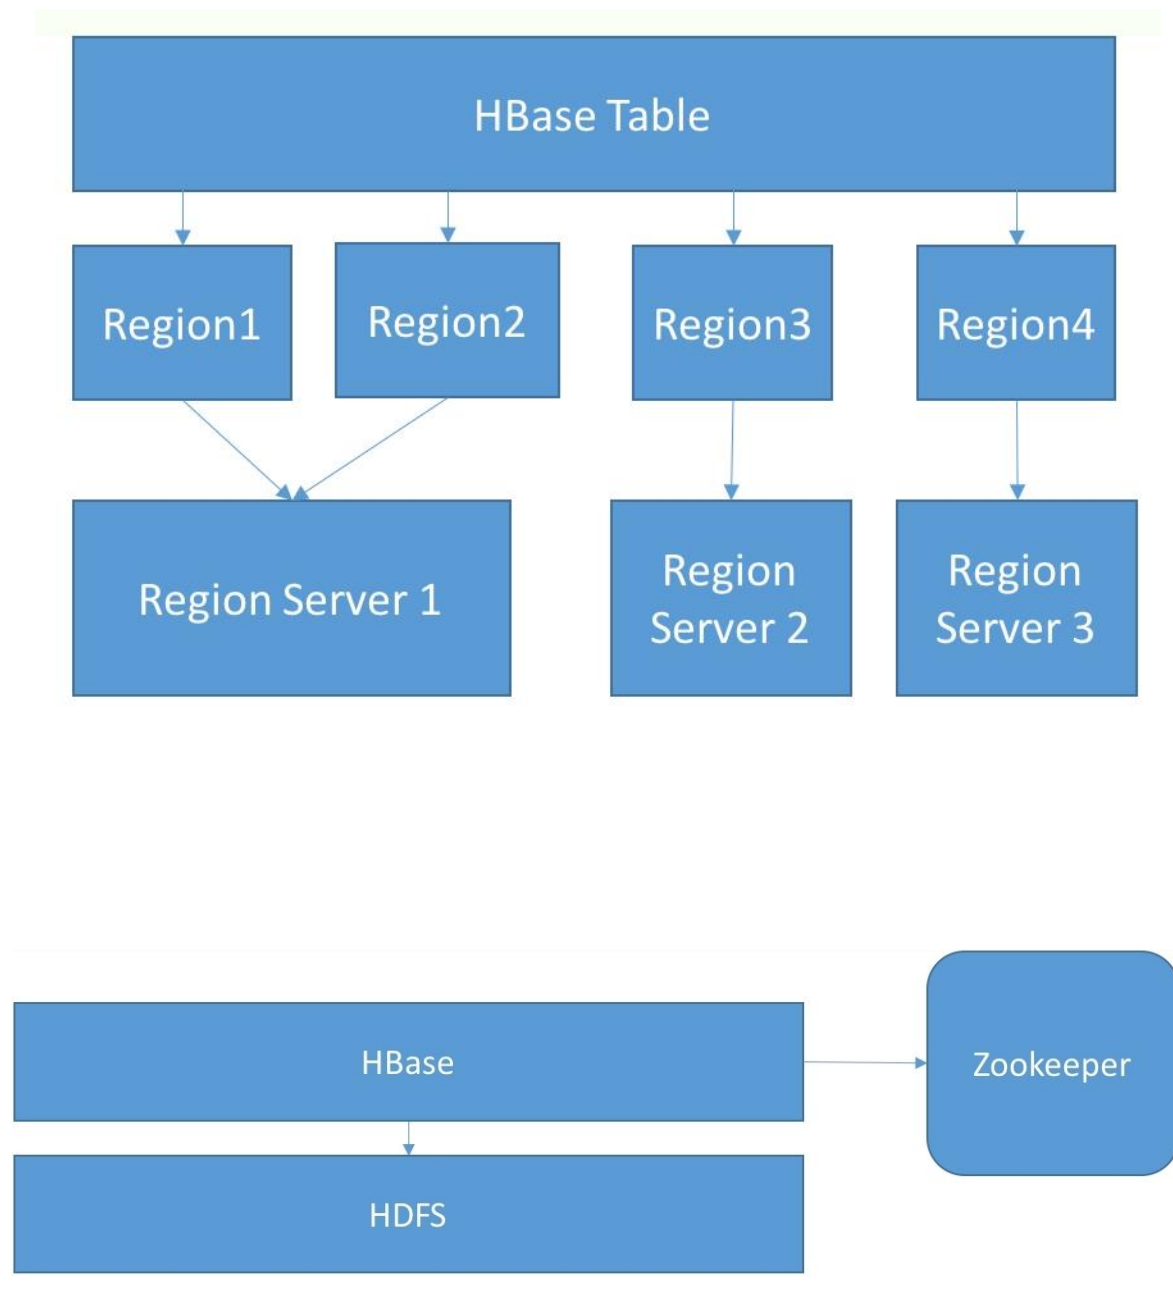 HBase Table
Region1
Region2
Region3
Region4
Region Server 1
Region
Server 2
Region
Server 3
HBase
Zookeeper
HDFS